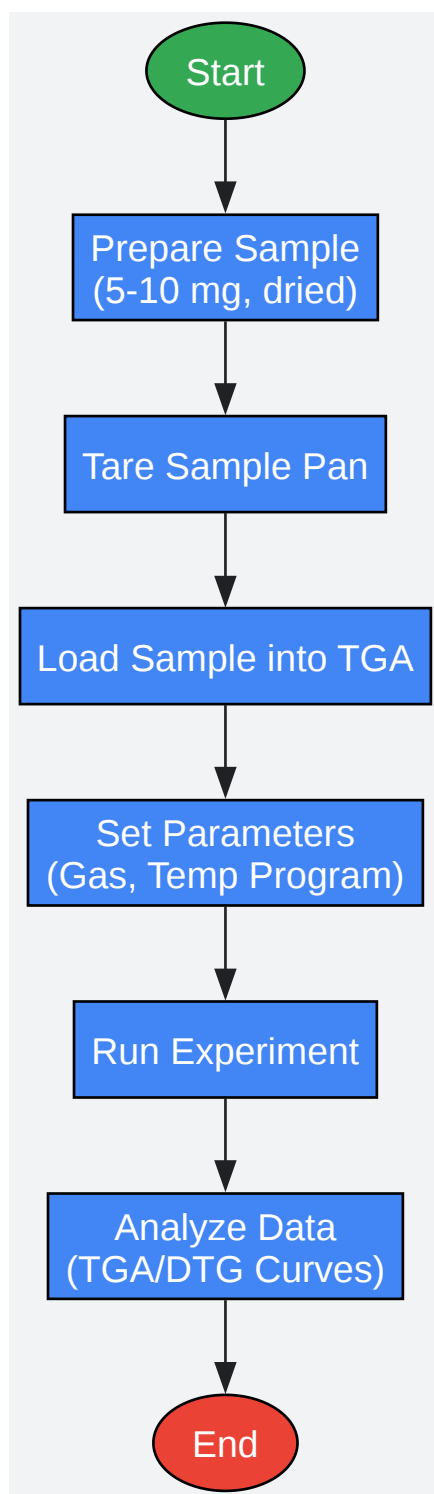 Start
Prepare Sample
(5-10 mg, dried)
Tare Sample Pan
Load Sample into TGA
Set Parameters
(Gas, Temp Program)
Run Experiment
Analyze Data
(TGA/DTG Curves)
End